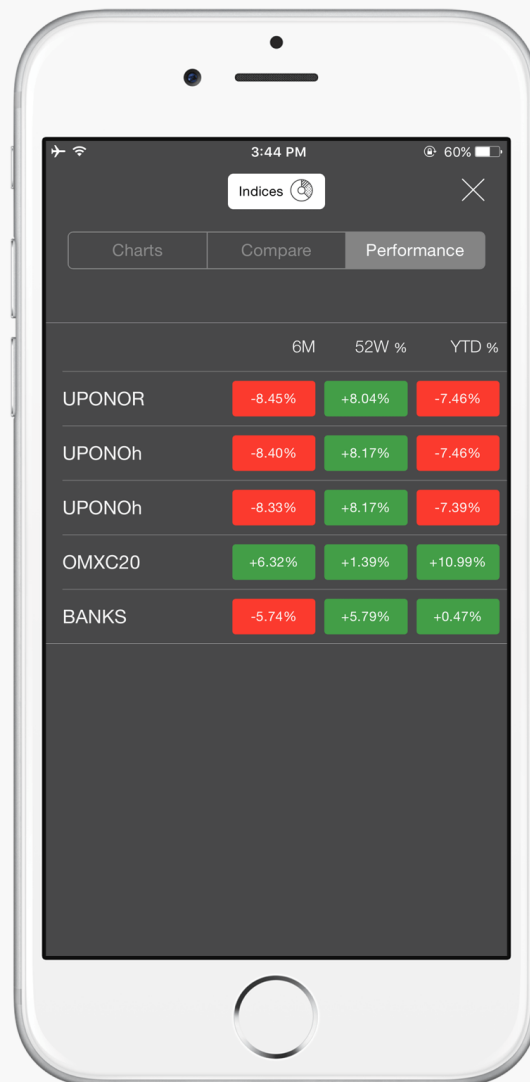 3:44 PM 60%
Indices
Charts Compare Performance
6M 52W % YTD %
UPONOR -8.45% +8.04% -7.46%
UPONOh -8.40% +8.17% -7.46%
UPONOh -8.33% +8.17% -7.39%
OMXC20 +6.32% +1.39% +10.99%
BANKS -5.74% +5.79% +0.47%